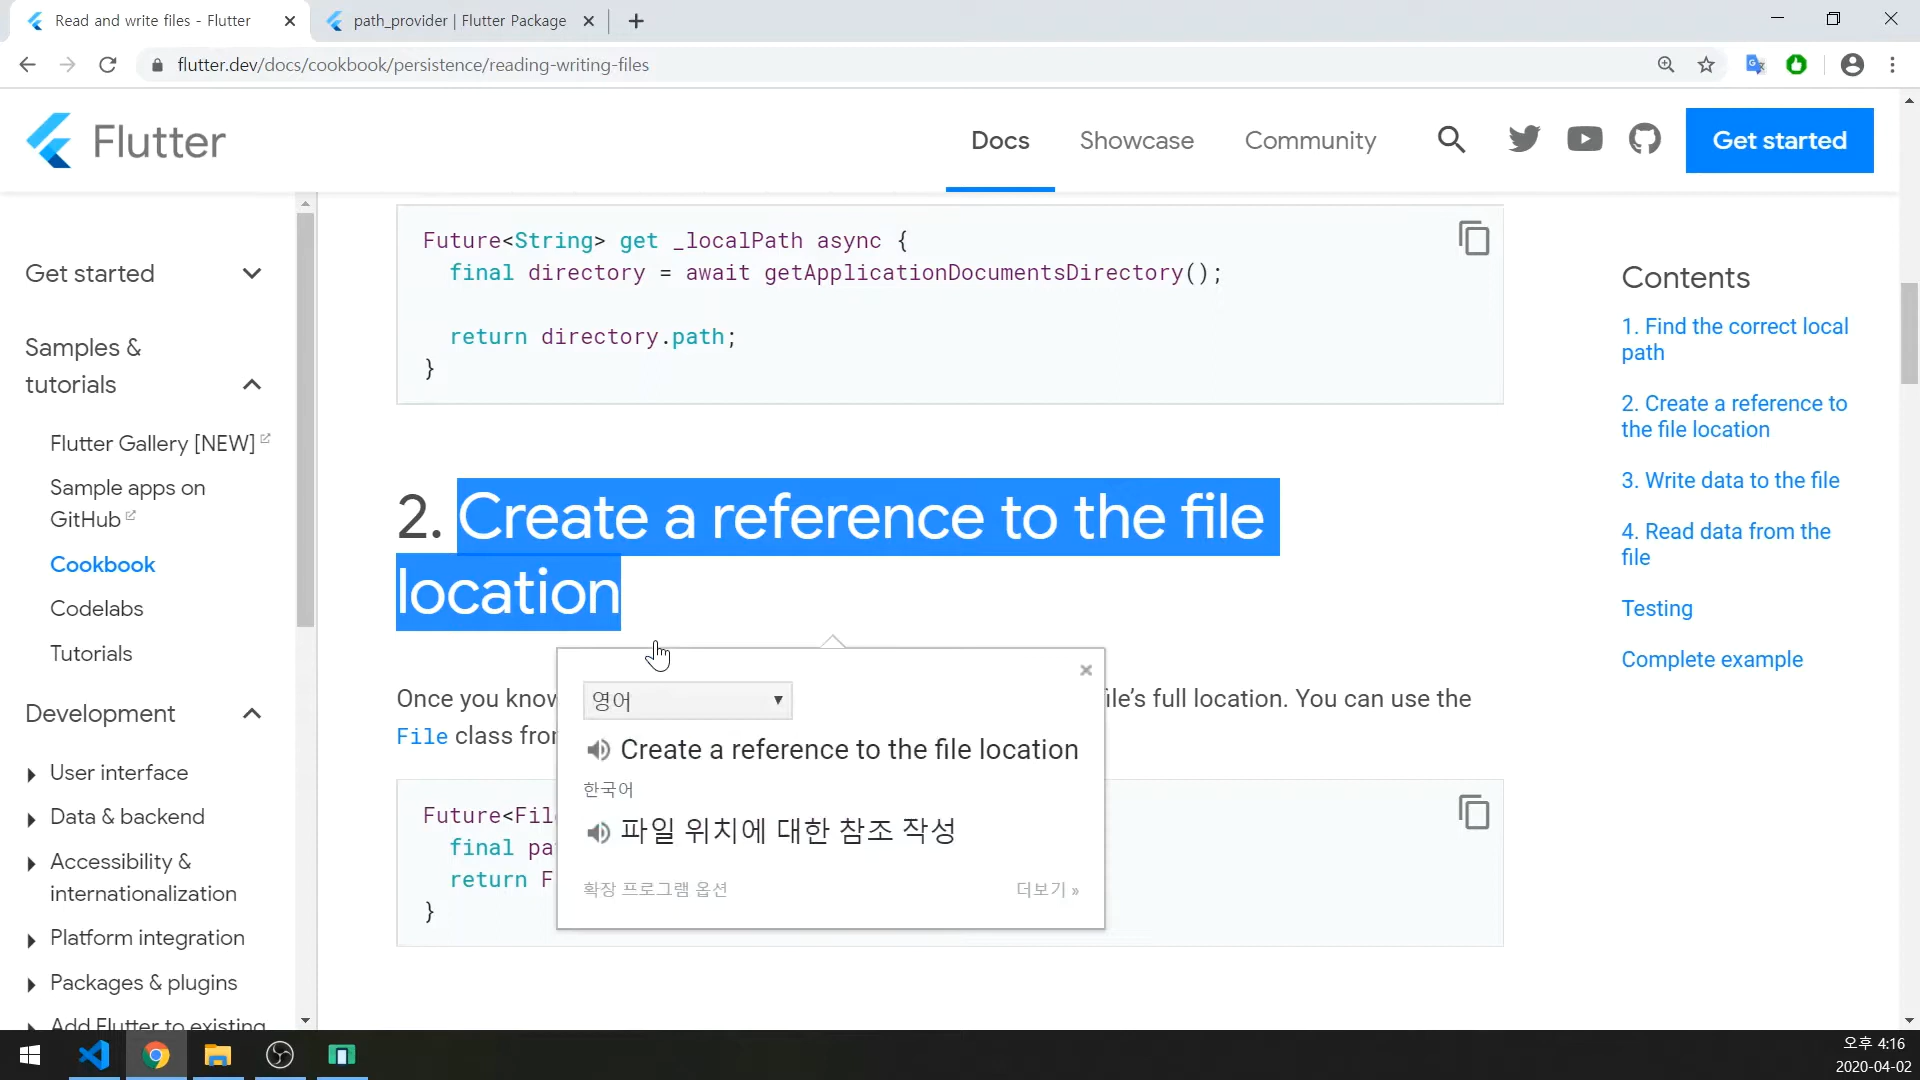 Read and write files - Flutter
path_provider | Flutter Package
flutter.dev/docs/cookbook/persistence/reading-writing-files
Flutter
Docs
Showcase
Community
Get started
Get started
Samples &
tutorials
Flutter Gallery [NEW]
Sample apps on
GitHub
Cookbook
Codelabs
Tutorials
Development
User interface
Data & backend
Accessibility &
internationalization
Platform integration
Packages & plugins
Add Flutter to existing
Future<String> get _localPath async {
final directory = await getApplicationDocumentsDirectory();
return directory.path;
}
2. Create a reference to the file
location
Once you know ile's full location. You can use the
File class from
Future<File
final pa
return F
}
영어
Create a reference to the file location
한국어
파일 위치에 대한 참조 작성
확장 프로그램 옵션
더보기 »
Contents
1. Find the correct local
path
2. Create a reference to
the file location
3. Write data to the file
4. Read data from the
file
Testing
Complete example
오후 4:16
2020-04-02